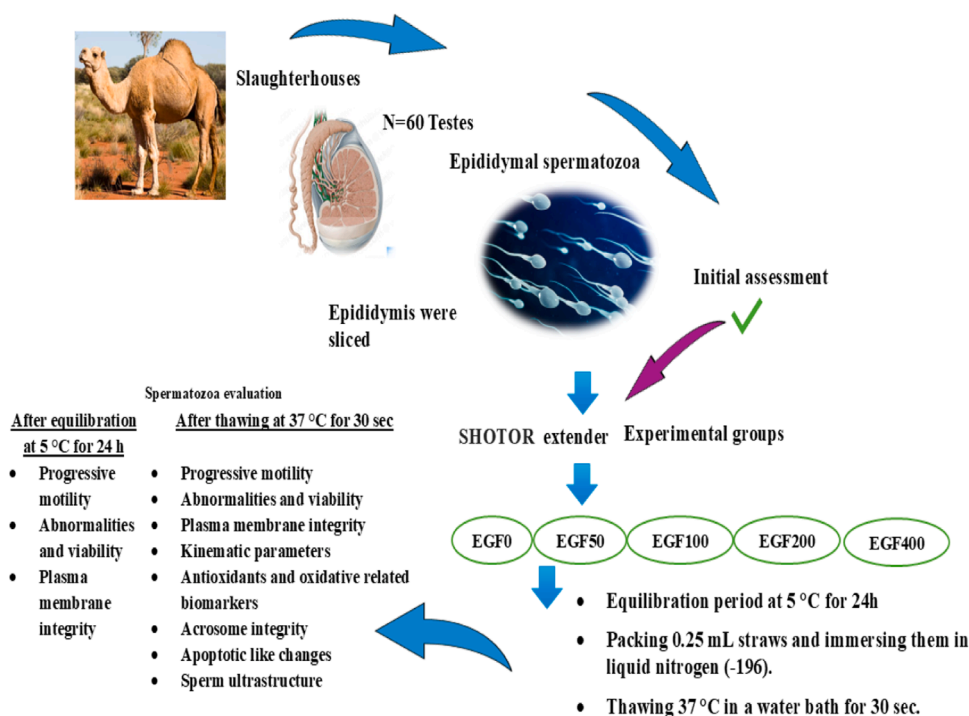 Slaughterhouses
N=60 Testes
Epididymal spermatozoa
Initial assessment
Epididymis were
sliced
SHOTOR extender
Experimental groups
EGF0
EGF50
EGF100
EGF200
EGF400
Spermatozoa evaluation
After equilibration
at 5 °C for 24 h
• Progressive
motility
• Abnormalities
and viability
• Plasma
membrane
integrity
After thawing at 37 °C for 30 sec
• Progressive motility
• Abnormalities and viability
• Plasma membrane integrity
• Kinematic parameters
• Antioxidants and oxidative related
biomarkers
• Acrosome integrity
• Apoptotic like changes
• Sperm ultrastructure
• Equilibration period at 5 °C for 24h
• Packing 0.25 mL straws and immersing them in
liquid nitrogen (-196).
• Thawing 37 °C in a water bath for 30 sec.